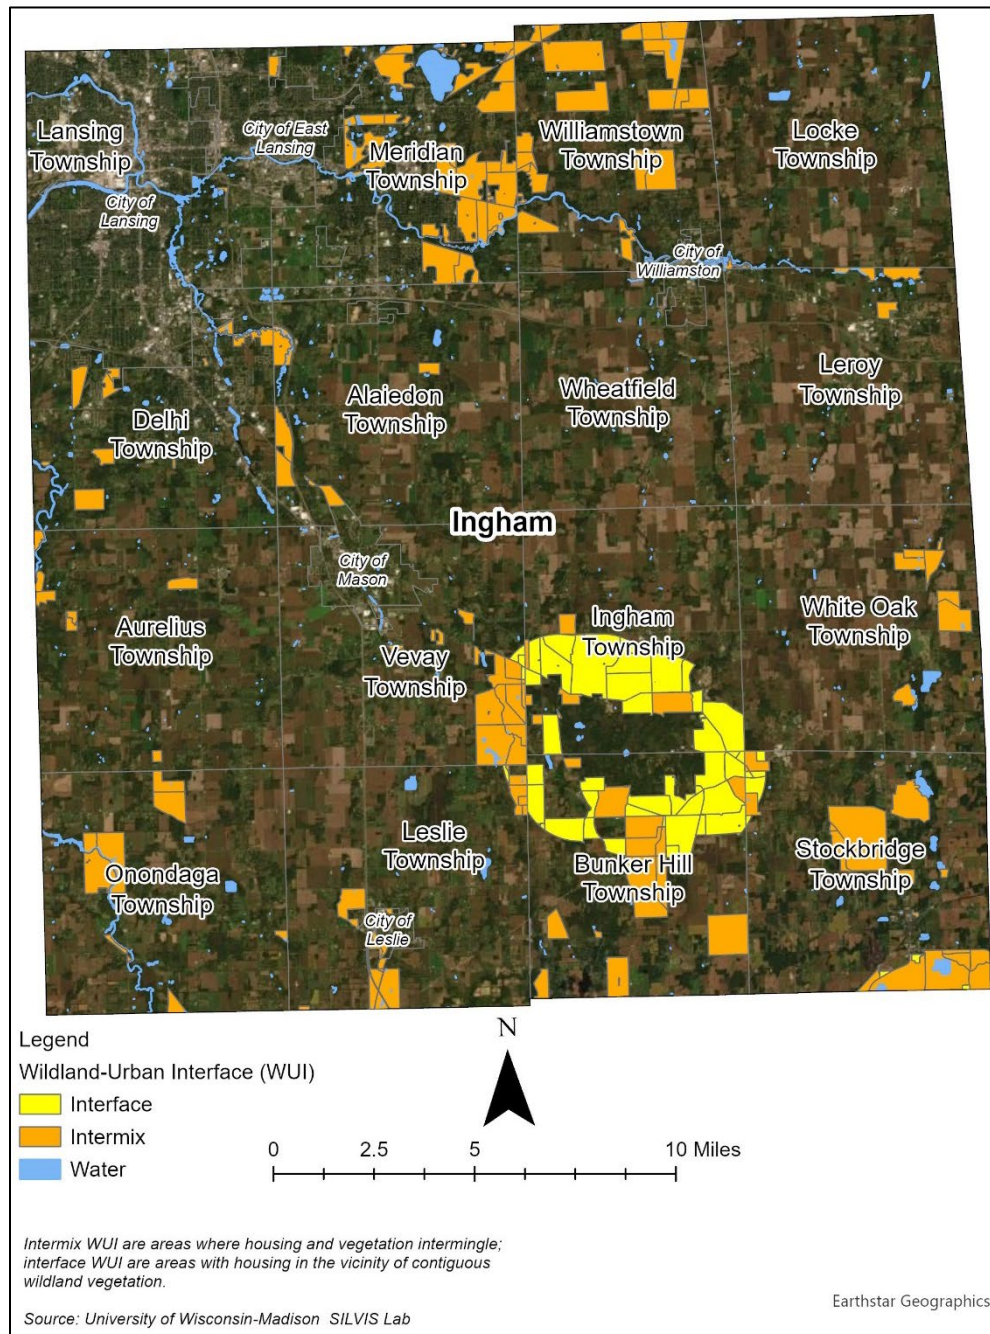 Lansing
Township
City of East
Lansing
Meridian
Township
Williamstown
Township
Locke
Township
City of
Lansing
City of
Williamston
Delhi
Township
Alaiedon
Township
Wheatfield
Township
Leroy
Township
Ingham
City of
Mason
Aurelius
Township
Vevay
Township
Ingham
Township
White Oak
Township
Onondaga
Township
Leslie
Township
City of
Leslie
Bunker Hill
Township
Stockbridge
Township
Legend
Wildland-Urban Interface (WUI)
Interface
Intermix
Water
N
0 2.5 5 10 Miles
Intermix WUI are areas where housing and vegetation intermingle;
interface WUI are areas with housing in the vicinity of contiguous
wildland vegetation.
Source: University of Wisconsin-Madison SILVIS Lab
Earthstar Geographics